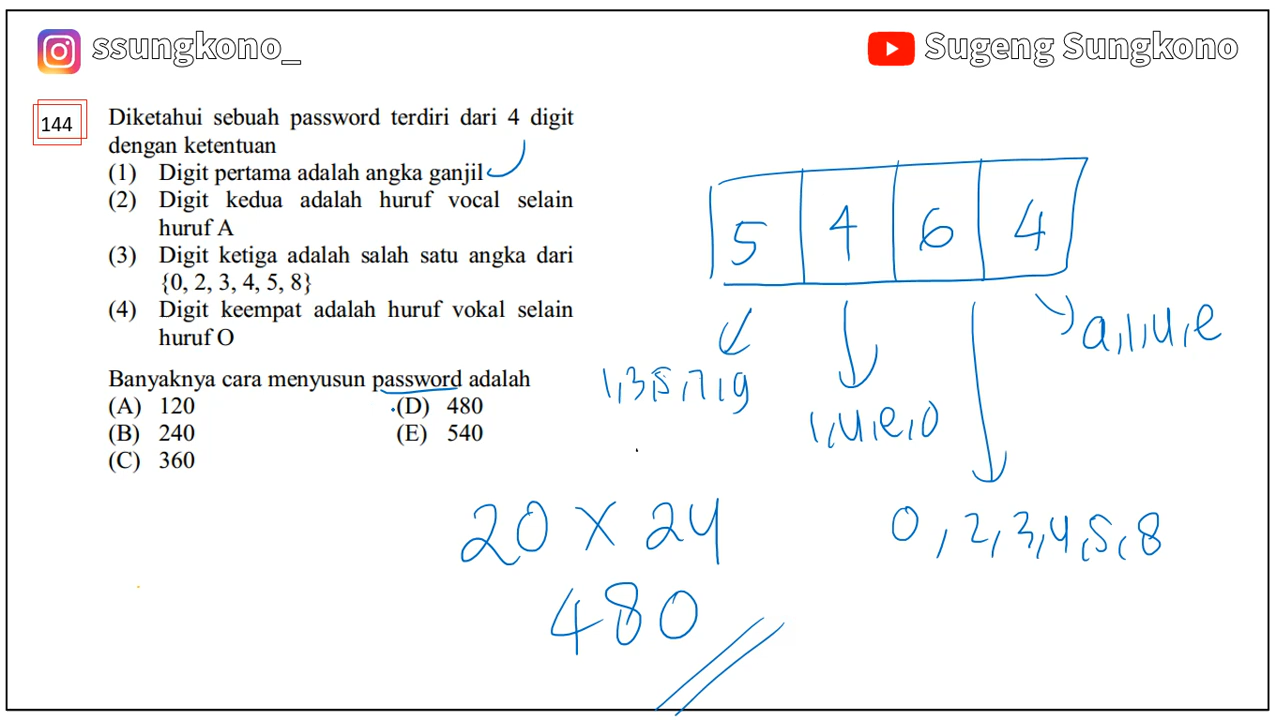 ssungkono_
Sugeng Sungkono
144
Diketahui sebuah password terdiri dari 4 digit
dengan ketentuan
(1) Digit pertama adalah angka ganjil
(2) Digit kedua adalah huruf vocal selain
huruf A
(3) Digit ketiga adalah salah satu angka dari
{0, 2, 3, 4, 5, 8}
(4) Digit keempat adalah huruf vokal selain
huruf O
Banyaknya cara menyusun password adalah
(A) 120 (D) 480
(B) 240 (E) 540
(C) 360
5 4 6 4
a, i, u, e
1, 3, 5, 7, 9
i, u, e, o
0, 2, 3, 4, 5, 8
20 x 24
480